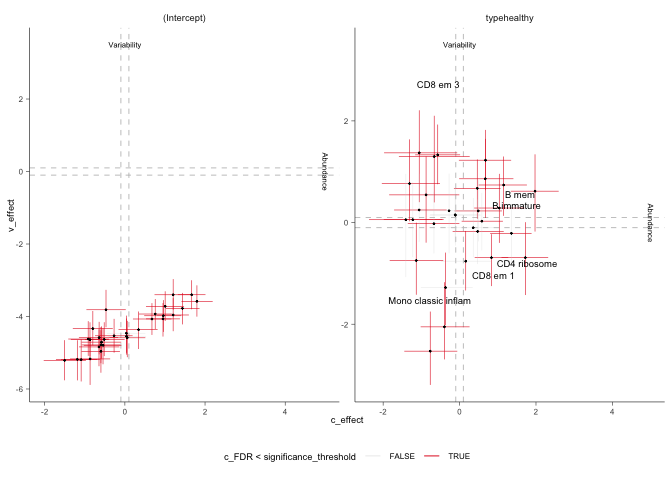 (Intercept)
typehealthy
Variability
Variability
CD8 em 3
B mem
B immature
CD4 ribosome
CD8 em 1
Mono classic inflam
Abundance
Abundance
v_effect
2
0
-2
-4
-6
2
0
-2
-2
0
2
4
-2
0
2
4
c_effect
c_FDR < significance_threshold
FALSE
TRUE